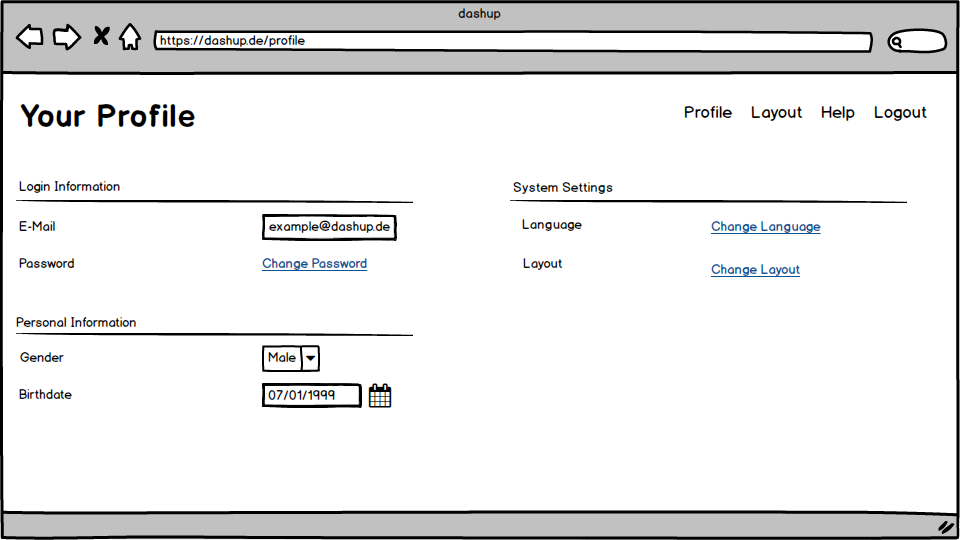 dashup
https://dashup.de/profile
Your Profile
Profile Layout Help Logout
Login Information
E-Mail example@dashup.de
Password Change Password
Personal Information
Gender Male
Birthdate 07/01/1999
System Settings
Language Change Language
Layout Change Layout